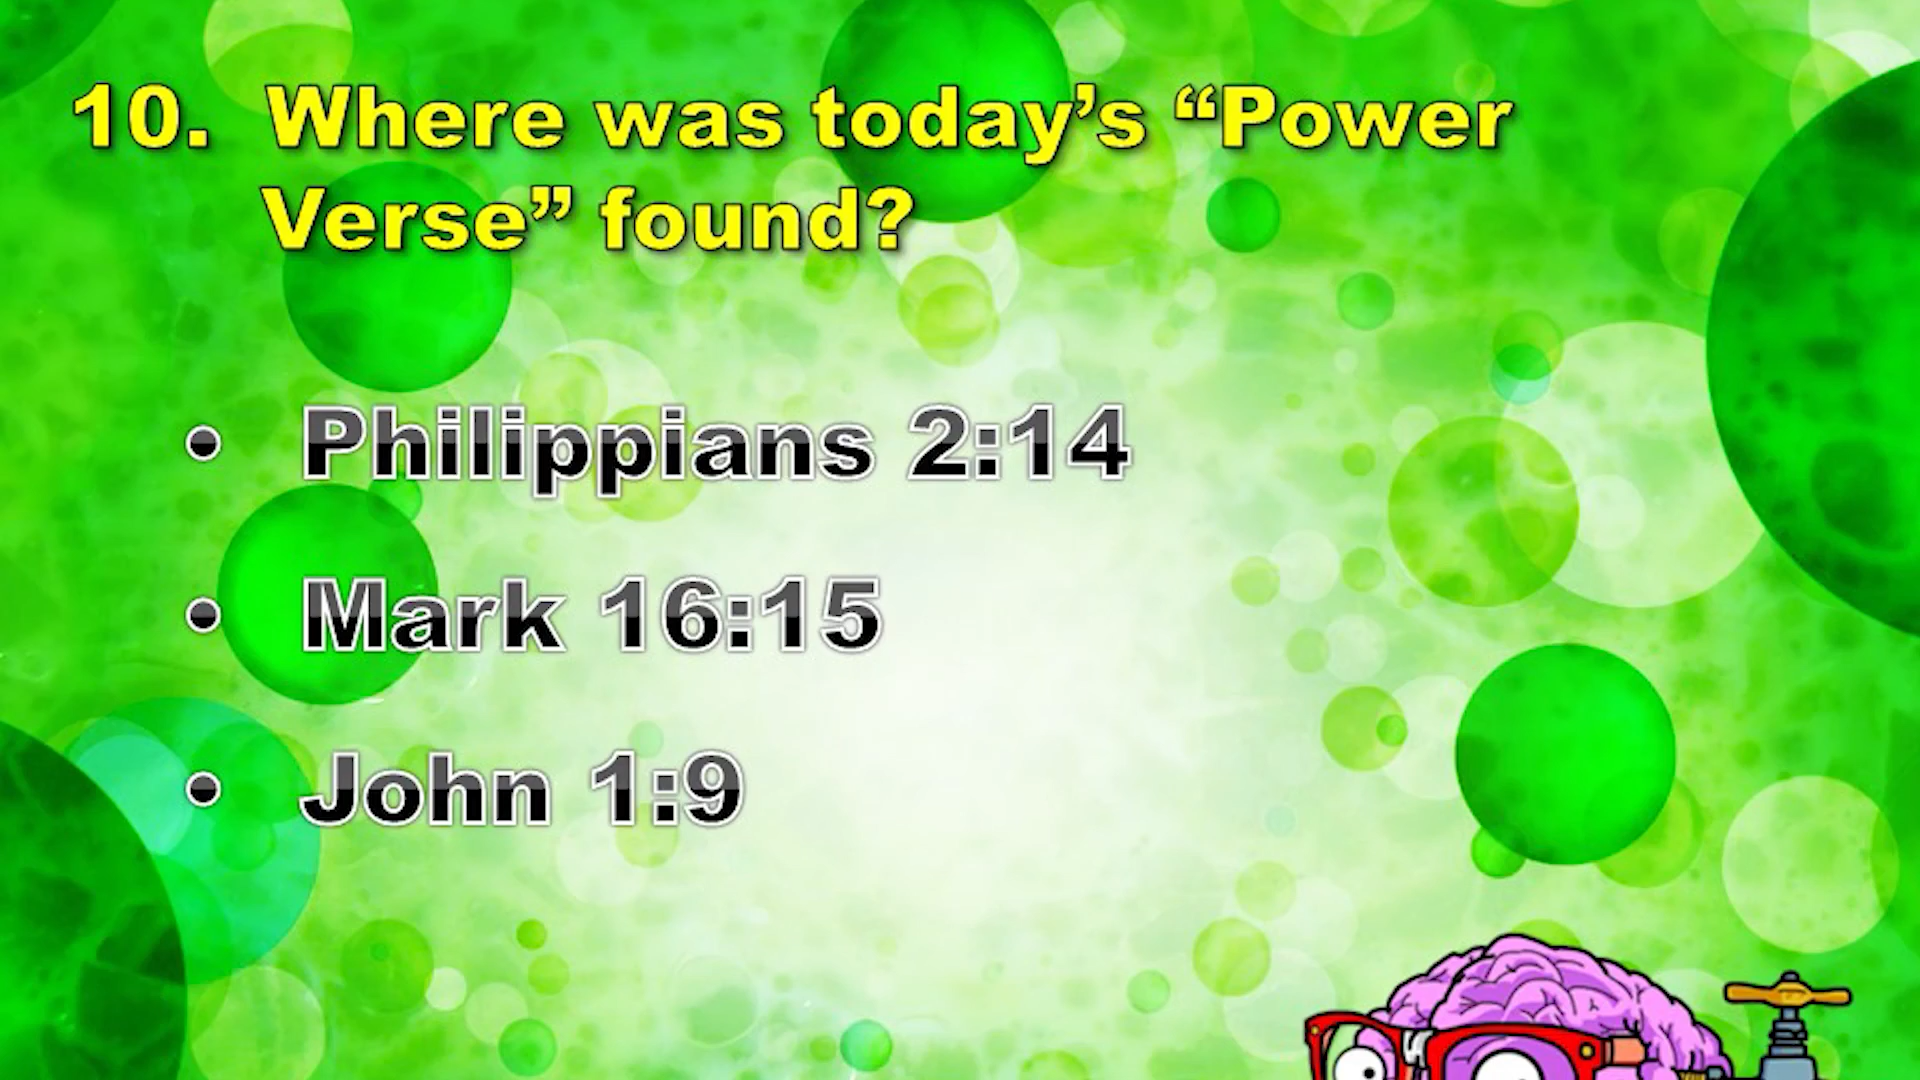 10. Where was today’s “Power
Verse” found?
• Philippians 2:14
• Mark 16:15
• John 1:9